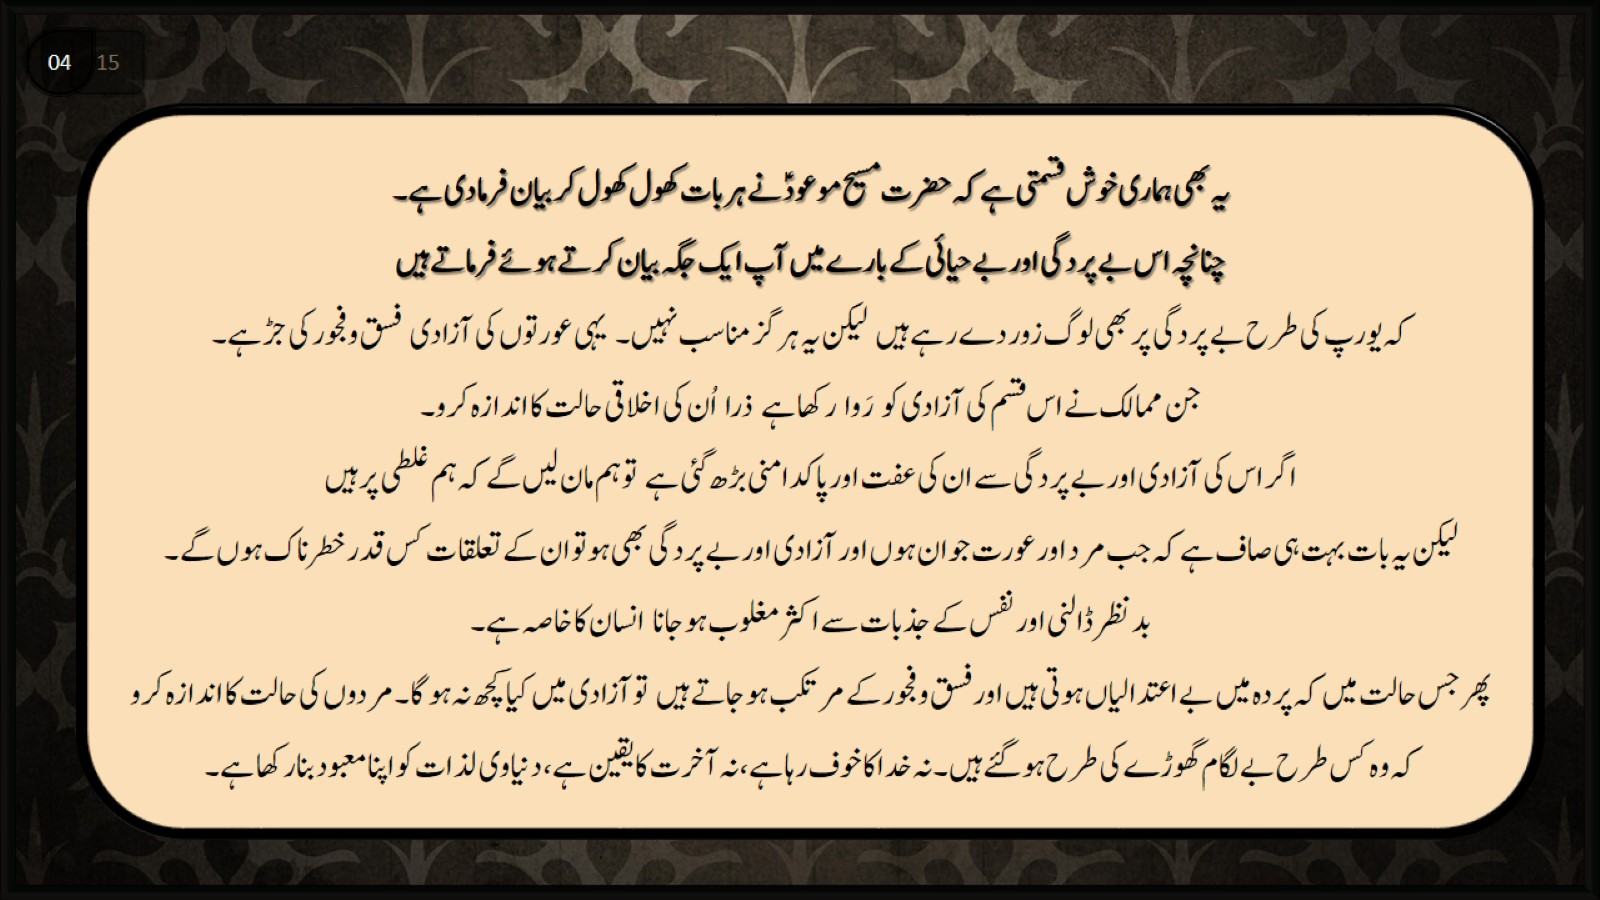 04 15
یہ بھی ہماری خوش قسمتی ہے کہ حضرت مسیح موعودؑ نے ہر بات کھول کھول کر بیان فرمادی ہے۔
چنانچہ اس بے پردگی اور بے حیائی کے بارے میں آپ ایک جگہ بیان کرتے ہوئے فرماتے ہیں
کہ یورپ کی طرح بے پردگی پر بھی لوگ زور دے رہے ہیں لیکن یہ ہر گز مناسب نہیں۔ یہی عورتوں کی آزادی فسق و فجور کی جڑ ہے۔
جن ممالک نے اس قسم کی آزادی کو رَوا رکھا ہے ذرا اُن کی اخلاقی حالت کا اندازہ کرو۔
اگر اس کی آزادی اور بے پردگی سے ان کی عفت اور پاکدامنی بڑھ گئی ہے تو ہم مان لیں گے کہ ہم غلطی پر ہیں
لیکن یہ بات بہت ہی صاف ہے کہ جب مرد اور عورت جوان ہوں اور آزادی اور بے پردگی بھی ہو تو ان کے تعلقات کس قدر خطرناک ہوں گے۔
بد نظر ڈالنی اور نفس کے جذبات سے اکثر مغلوب ہو جانا انسان کا خاصہ ہے۔
پھر جس حالت میں کہ پردہ میں بے اعتدالیاں ہوتی ہیں اور فسق و فجور کے مرتکب ہو جاتے ہیں تو آزادی میں کیا کچھ نہ ہو گا۔ مردوں کی حالت کا اندازہ کرو
کہ وہ کس طرح بے لگام گھوڑے کی طرح ہو گئے ہیں۔ نہ خدا کا خوف رہا ہے، نہ آخرت کا یقین ہے، دنیاوی لذات کو اپنا معبود بنا رکھا ہے۔